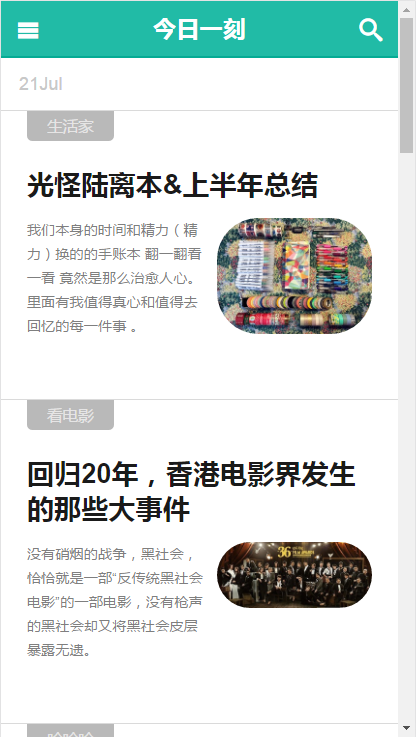 今日一刻
21Jul
生活家
光怪陆离本&上半年总结
我们本身的时间和精力（精
力）换的的手账本 翻一翻看
一看 竟然是那么治愈人心。
里面有我值得真心和值得去
回忆的每一件事 。
看电影
回归20年，香港电影界发生
的那些大事件
没有硝烟的战争，黑社会，
恰恰就是一部“反传统黑社会
电影”的一部电影，没有枪声
的黑社会却又将黑社会皮层
暴露无遗。
36